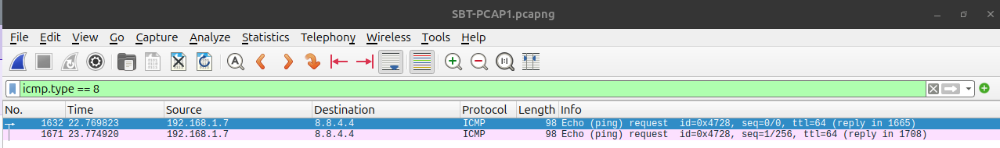 SBT-PCAP1.pcapng
File Edit View Go Capture Analyze Statistics Telephony Wireless Tools Help
icmp.type == 8
No. Time Source Destination Protocol Length Info
1632 22.769823 192.168.1.7 8.8.4.4 ICMP 98 Echo (ping) request id=0x4728, seq=0/0, ttl=64 (reply in 1665)
1671 23.774920 192.168.1.7 8.8.4.4 ICMP 98 Echo (ping) request id=0x4728, seq=1/256, ttl=64 (reply in 1708)